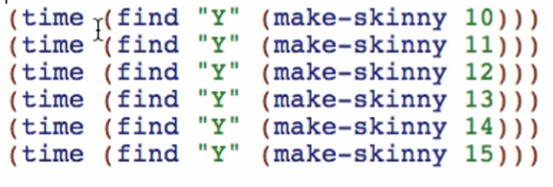 (time (find "Y" (make-skinny 10)))
(time (find "Y" (make-skinny 11)))
(time (find "Y" (make-skinny 12)))
(time (find "Y" (make-skinny 13)))
(time (find "Y" (make-skinny 14)))
(time (find "Y" (make-skinny 15)))